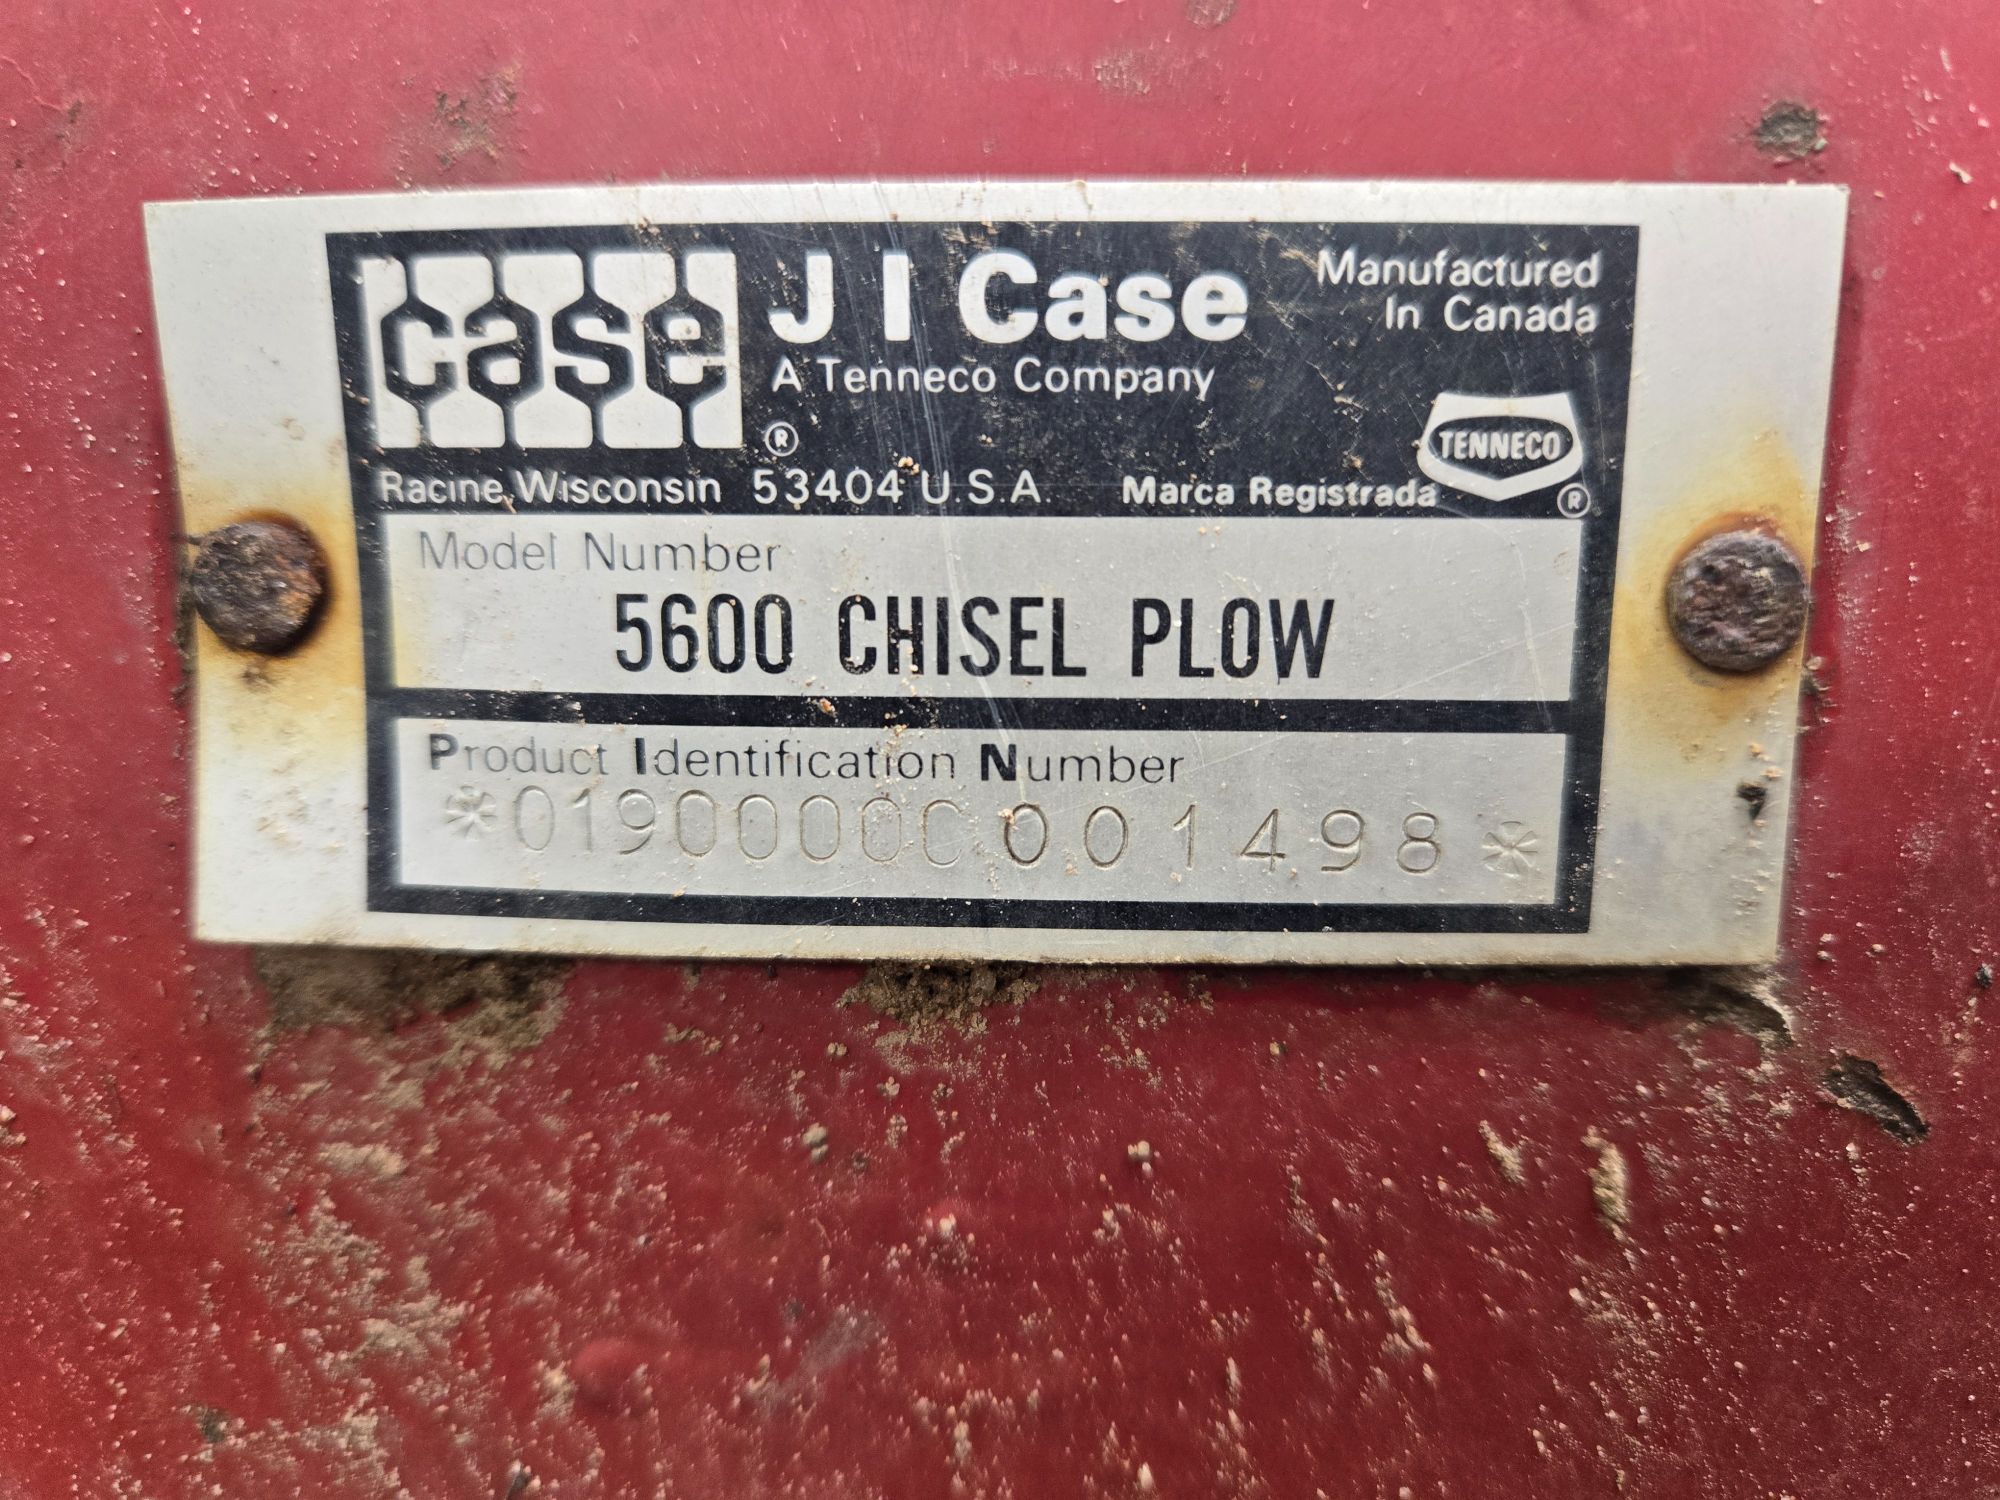 case
®
J I Case
A Tenneco Company
Manufactured
In Canada
TENNECO
®
Racine, Wisconsin 53404 U.S.A.
Marca Registrada
Model Number
5600 CHISEL PLOW
Product Identification Number
*0190000C001498*